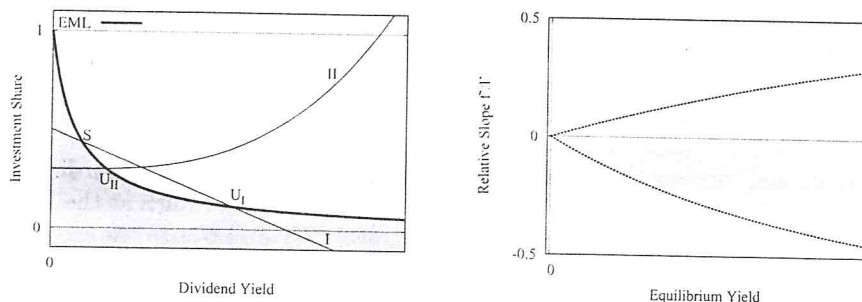 EML
1
Investment Share
S
II
U_II
U_I
0
I
0
Dividend Yield
0.5
Relative Slope f'/l'
0
-0.5
0
Equilibrium Yield